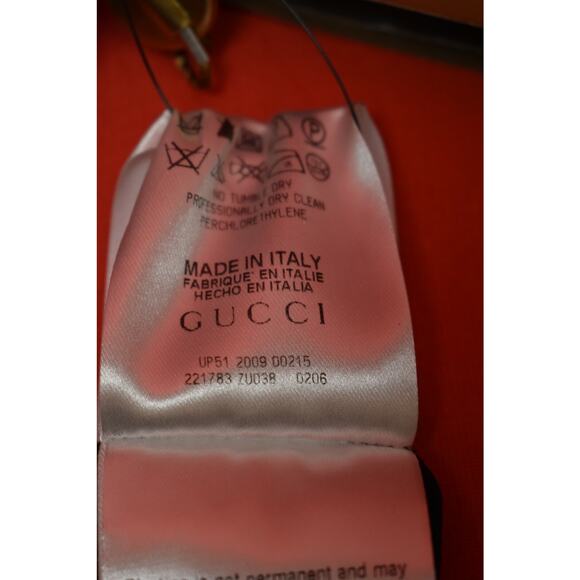 P
NO TUMBLE DRY
PROFESSIONALLY DRY CLEAN
PERCHLORETHYLENE
MADE IN ITALY
FABRIQUE' EN ITALIE
HECHO EN ITALIA
GUCCI
UP51 2009 00215
221783 ZU038 0206
is not permanent and may